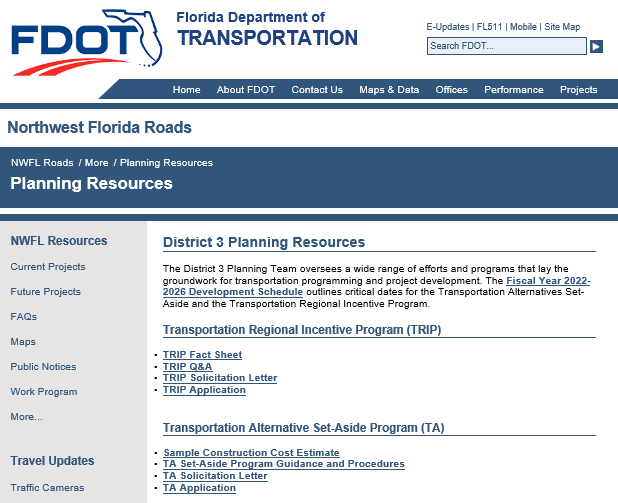 FDOT
Florida Department of
TRANSPORTATION
E-Updates | FL511 | Mobile | Site Map
Search FDOT...
Home About FDOT Contact Us Maps & Data Offices Performance Projects
Northwest Florida Roads
NWFL Roads / More / Planning Resources
Planning Resources
NWFL Resources
Current Projects
Future Projects
FAQs
Maps
Public Notices
Work Program
More...
Travel Updates
Traffic Cameras
District 3 Planning Resources
The District 3 Planning Team oversees a wide range of efforts and programs that lay the
groundwork for transportation programming and project development. The Fiscal Year 2022-
2026 Development Schedule outlines critical dates for the Transportation Alternatives Set-
Aside and the Transportation Regional Incentive Program.
Transportation Regional Incentive Program (TRIP)
• TRIP Fact Sheet
• TRIP Q&A
• TRIP Solicitation Letter
• TRIP Application
Transportation Alternative Set-Aside Program (TA)
• Sample Construction Cost Estimate
• TA Set-Aside Program Guidance and Procedures
• TA Solicitation Letter
• TA Application